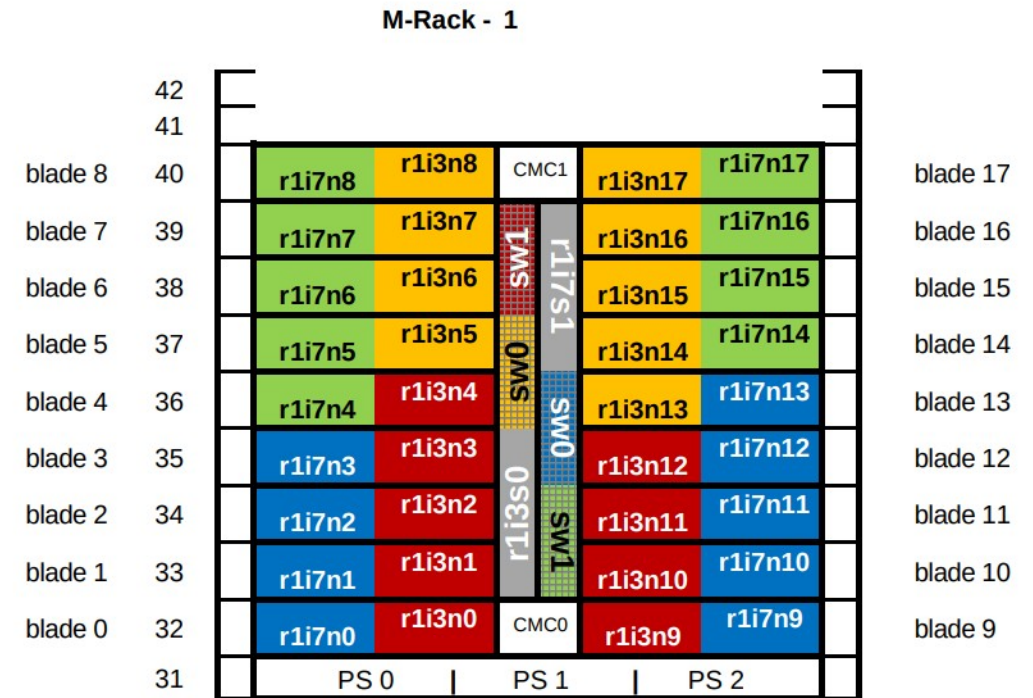 M-Rack - 1
42
41
blade 8 40 r1i7n8 r1i3n8 CMC1 r1i3n17 r1i7n17 blade 17
blade 7 39 r1i7n7 r1i3n7 r1i3n16 r1i7n16 blade 16
sw1
r1i7s1
blade 6 38 r1i7n6 r1i3n6 r1i3n15 r1i7n15 blade 15
blade 5 37 r1i7n5 r1i3n5 r1i3n14 r1i7n14 blade 14
sw0
blade 4 36 r1i7n4 r1i3n4 r1i3n13 r1i7n13 blade 13
sw0
blade 3 35 r1i7n3 r1i3n3 r1i3n12 r1i7n12 blade 12
r1i3s0
blade 2 34 r1i7n2 r1i3n2 r1i3n11 r1i7n11 blade 11
sw1
blade 1 33 r1i7n1 r1i3n1 r1i3n10 r1i7n10 blade 10
blade 0 32 r1i7n0 r1i3n0 CMC0 r1i3n9 r1i7n9 blade 9
31 PS 0 | PS 1 | PS 2